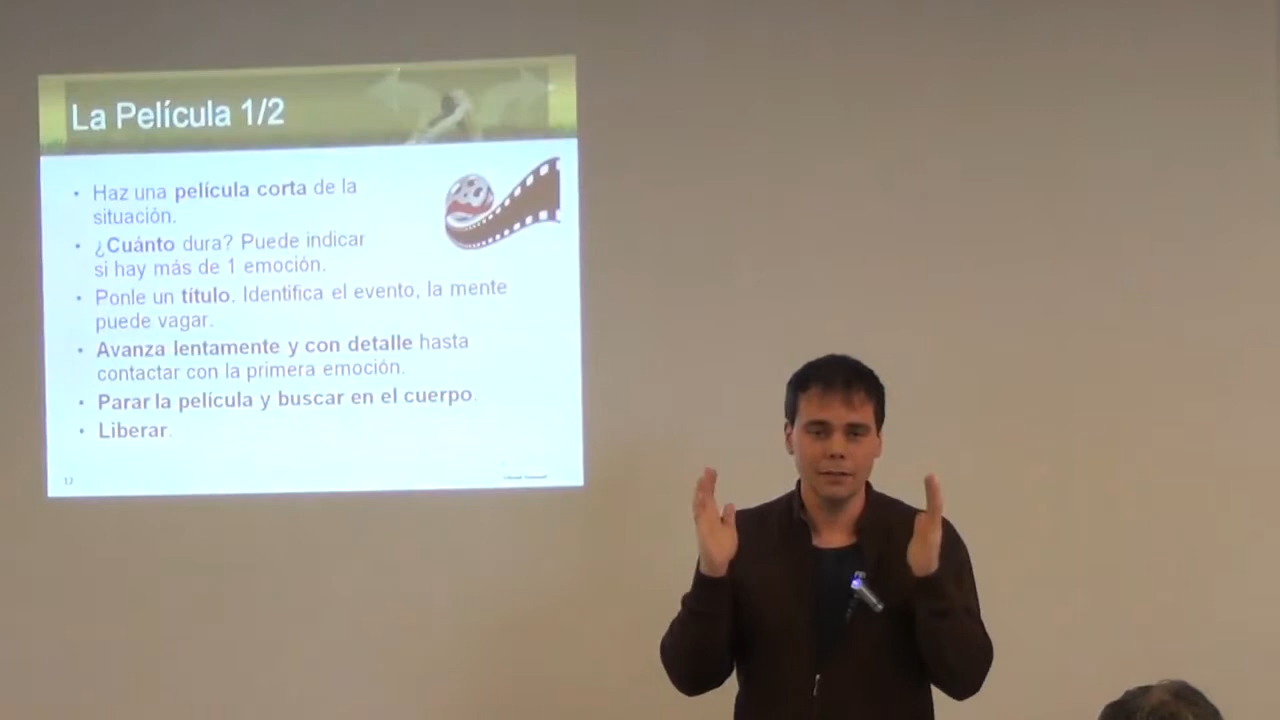 La Película 1/2
• Haz una película corta de la
situación.
• ¿Cuánto dura? Puede indicar
si hay más de 1 emoción.
• Ponle un título. Identifica el evento, la mente
puede vagar.
• Avanza lentamente y con detalle hasta
contactar con la primera emoción.
• Parar la película y buscar en el cuerpo.
• Liberar.